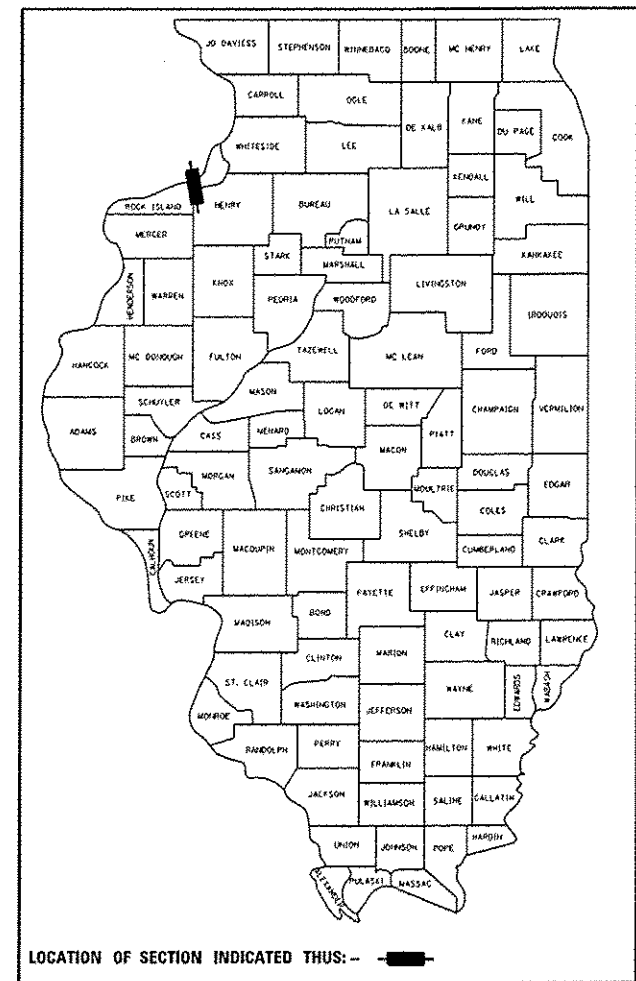 JO DAVIESS STEPHENSON WINNEBAGO BOONE MC HENRY LAKE
CARROLL OGLE DE KALB KANE DU PAGE COOK
WHITESIDE LEE
KENDALL WILL
ROCK ISLAND HENRY BUREAU LA SALLE GRUNDY
MERCER PUTNAM KANKAKEE
STARK MARSHALL LIVINGSTON
HENDERSON WARREN KNOX PEORIA WOODFORD IROQUOIS
HANCOCK MC DONOUGH FULTON TAZEWELL MC LEAN FORD
MASON
SCHUYLER LOGAN DE WITT CHAMPAIGN VERMILION
ADAMS BROWN CASS MENARD MACON PIATT
SANGAMON DOUGLAS EDGAR
PIKE SCOTT MORGAN CHRISTIAN MOULTRIE COLES
CALHOUN GREENE MACOUPIN MONTGOMERY SHELBY CUMBERLAND CLARK
JERSEY FAYETTE EFFINGHAM JASPER CRAWFORD
MADISON BOND CLAY RICHLAND LAWRENCE
CLINTON MARION
ST. CLAIR WAYNE EDWARDS WABASH
MONROE WASHINGTON JEFFERSON
RANDOLPH PERRY HAMILTON WHITE
FRANKLIN
JACKSON WILLIAMSON SALINE GALLATIN
UNION JOHNSON POPE HARDIN
ALEXANDER PULASKI MASSAC
LOCATION OF SECTION INDICATED THUS: -